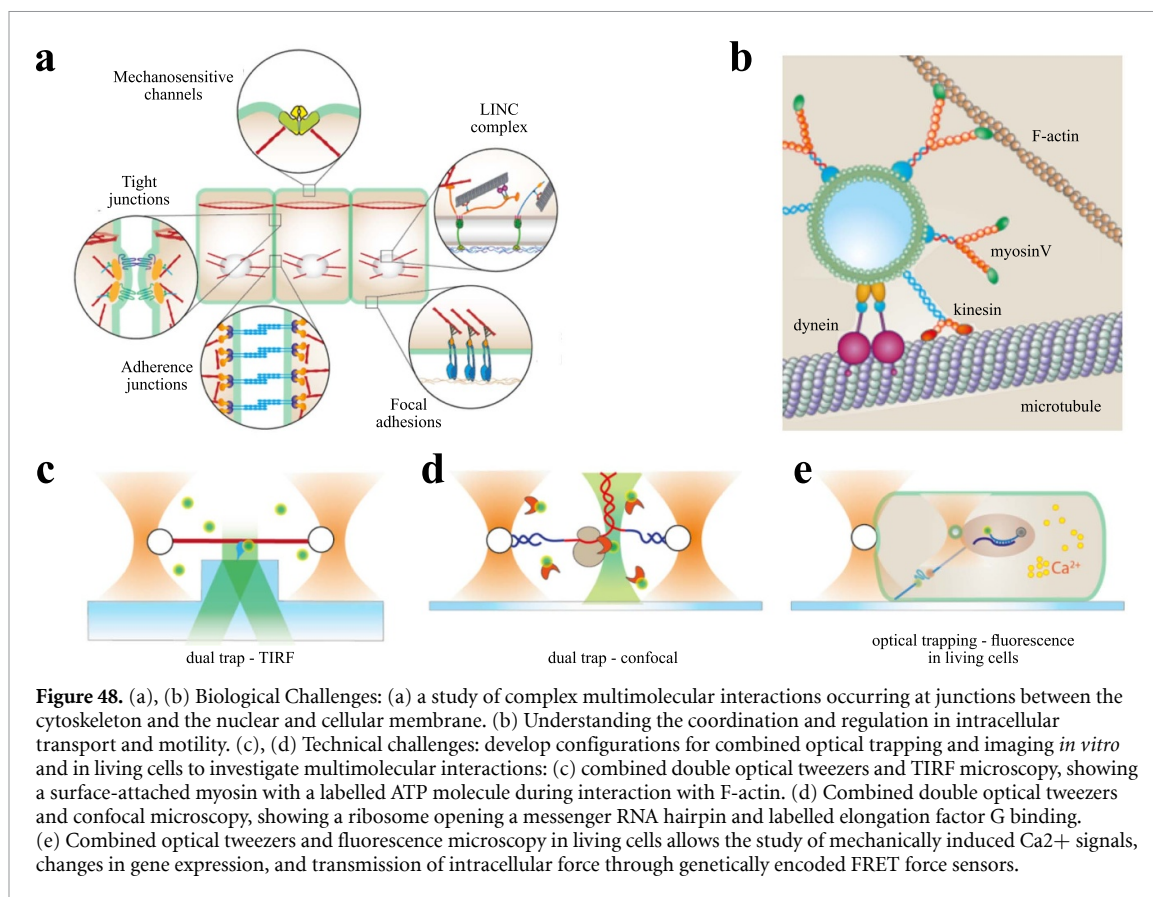 a
Mechanosensitive
channels
LINC
complex
Tight
junctions
Adherence
junctions
Focal
adhesions
b
F-actin
myosinV
kinesin
dynein
microtubule
c
dual trap - TIRF
d
dual trap - confocal
e
Ca2+
optical trapping - fluorescence
in living cells
Figure 48. (a), (b) Biological Challenges: (a) a study of complex multimolecular interactions occurring at junctions between the
cytoskeleton and the nuclear and cellular membrane. (b) Understanding the coordination and regulation in intracellular
transport and motility. (c), (d) Technical challenges: develop configurations for combined optical trapping and imaging in vitro
and in living cells to investigate multimolecular interactions: (c) combined double optical tweezers and TIRF microscopy, showing
a surface-attached myosin with a labelled ATP molecule during interaction with F-actin. (d) Combined double optical tweezers
and confocal microscopy, showing a ribosome opening a messenger RNA hairpin and labelled elongation factor G binding.
(e) Combined optical tweezers and fluorescence microscopy in living cells allows the study of mechanically induced Ca2+ signals,
changes in gene expression, and transmission of intracellular force through genetically encoded FRET force sensors.